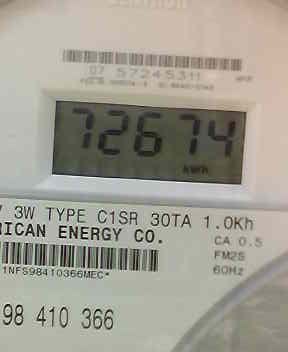 07 57245311
72674
kWh
V 3W TYPE C1SR 30TA 1.0Kh
RICAN ENERGY CO.
CA 0.5
FM2S
60Hz
1NFS98410366MEC*
98 410 366